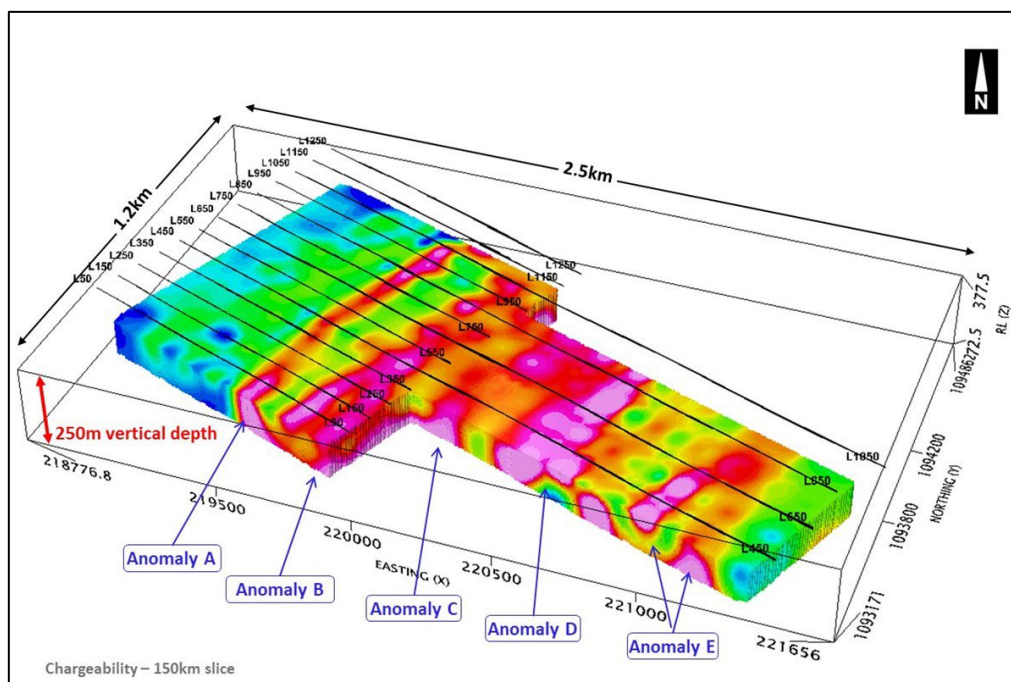 N
1.2km
2.5km
L1250
L1150
L1050
L950
L850
L750
L650
L550
L450
L350
L250
L150
L50
L1250
L1150
L950
L750
L550
L350
L250
L150
L50
L1050
L850
L650
L450
377.5
RL (Z)
1094200
NORTHING (Y)
1093800
1093171
250m vertical depth
218776.8
219500
220000
EASTING (X)
220500
221000
221656
Anomaly A
Anomaly B
Anomaly C
Anomaly D
Anomaly E
Chargeability – 150km slice